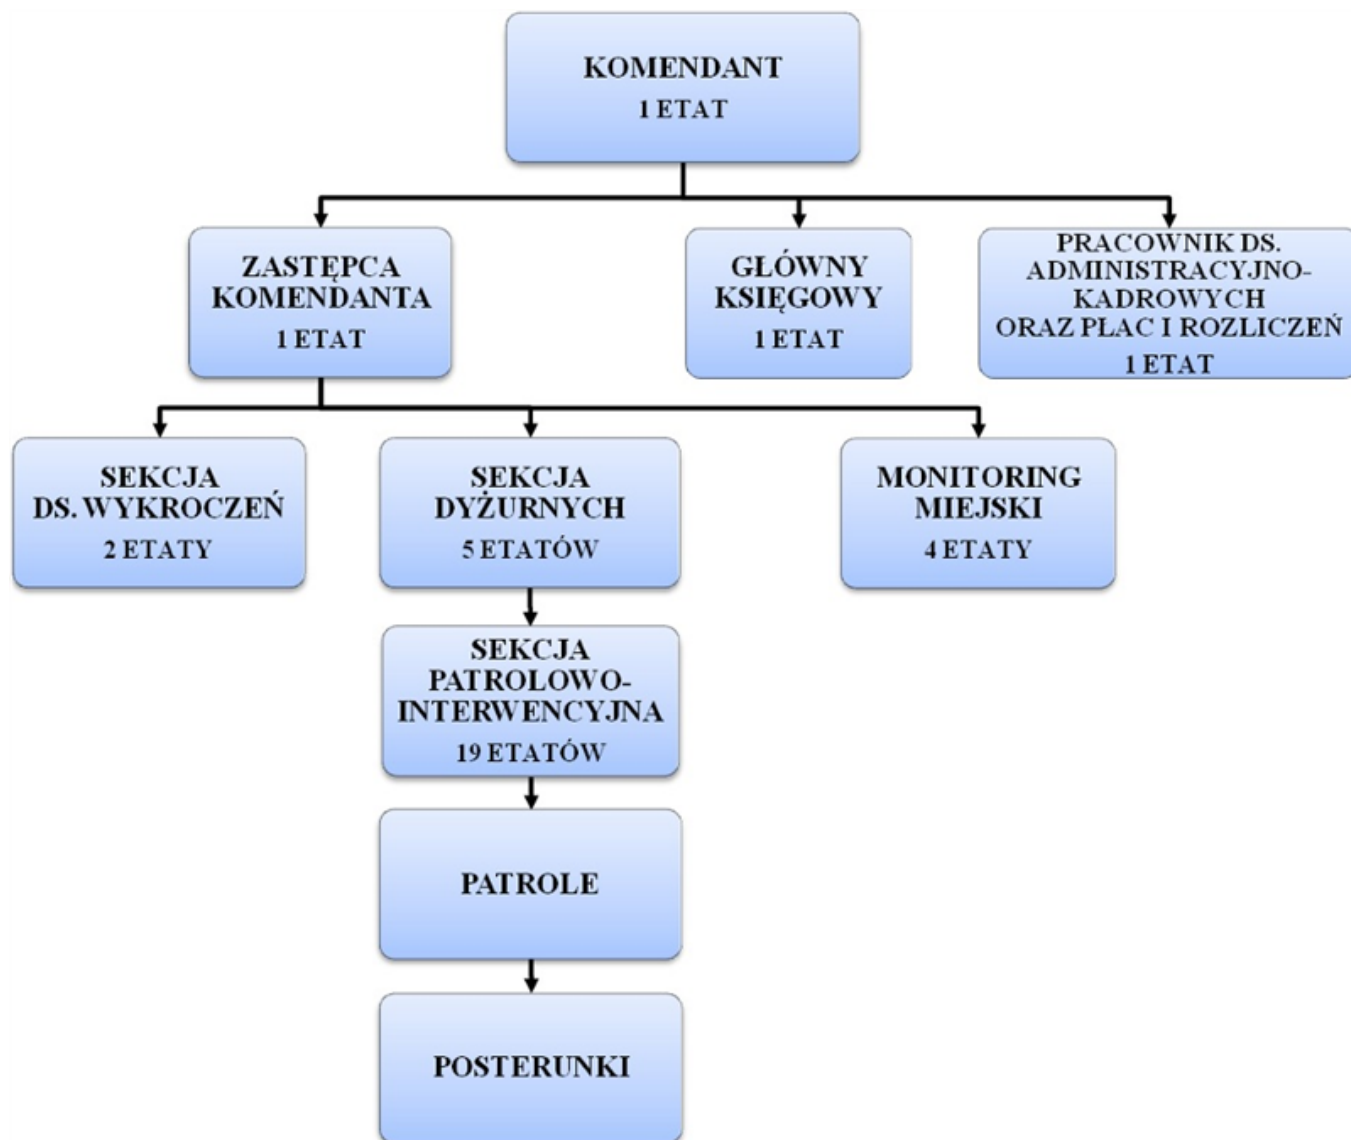 KOMENDANT
1 ETAT
ZASTĘPCA
KOMENDANTA
1 ETAT
GŁÓWNY
KSIĘGOWY
1 ETAT
PRACOWNIK DS.
ADMINISTRACYJNO-
KADROWYCH
ORAZ PŁAC I ROZLICZEŃ
1 ETAT
SEKCJA
DS. WYKROCZEŃ
2 ETATY
SEKCJA
DYŻURNYCH
5 ETATÓW
MONITORING
MIEJSKI
4 ETATY
SEKCJA
PATROLOWO-
INTERWENCYJNA
19 ETATÓW
PATROLE
POSTERUNKI